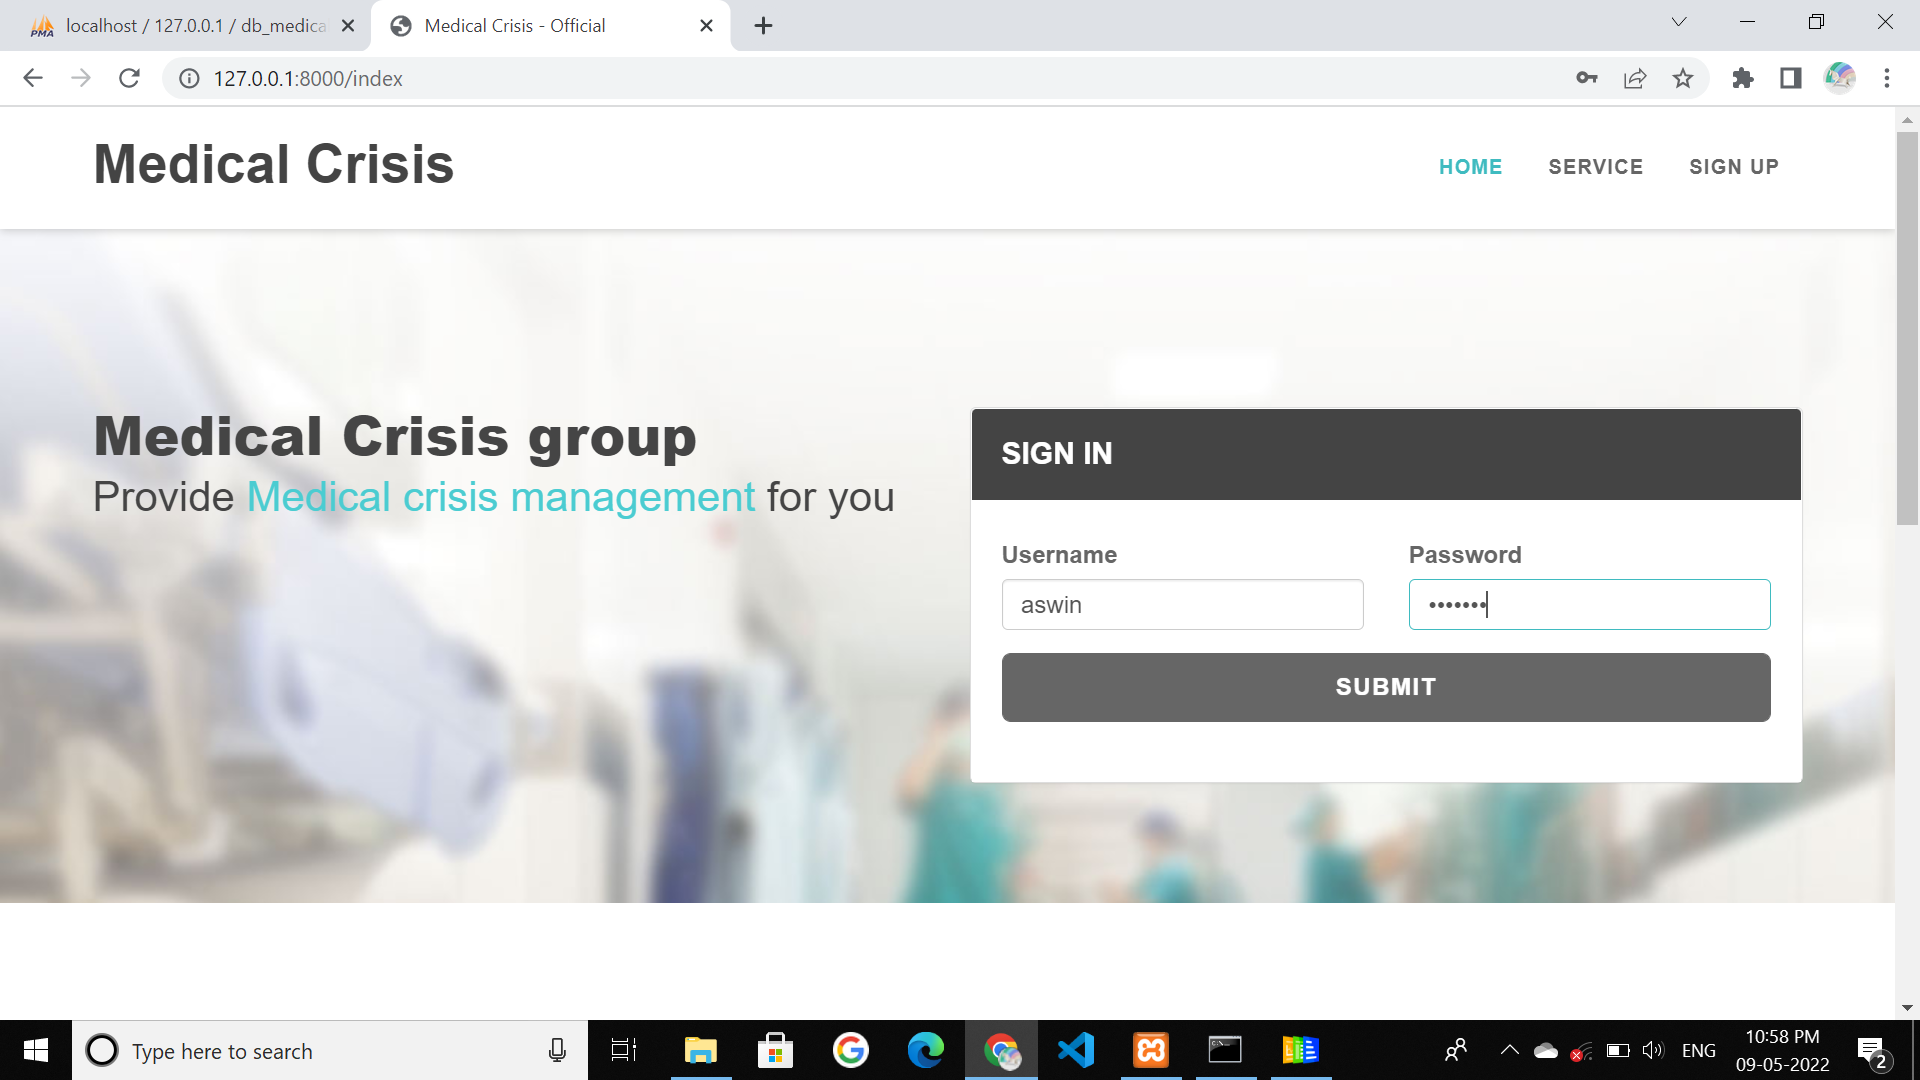 localhost / 127.0.0.1 / db_medica
Medical Crisis - Official
127.0.0.1:8000/index
Medical Crisis
HOME
SERVICE
SIGN UP
Medical Crisis group
Provide Medical crisis management for you
SIGN IN
Username
Password
aswin
•••••••
SUBMIT
Type here to search
ENG
10:58 PM
09-05-2022
2